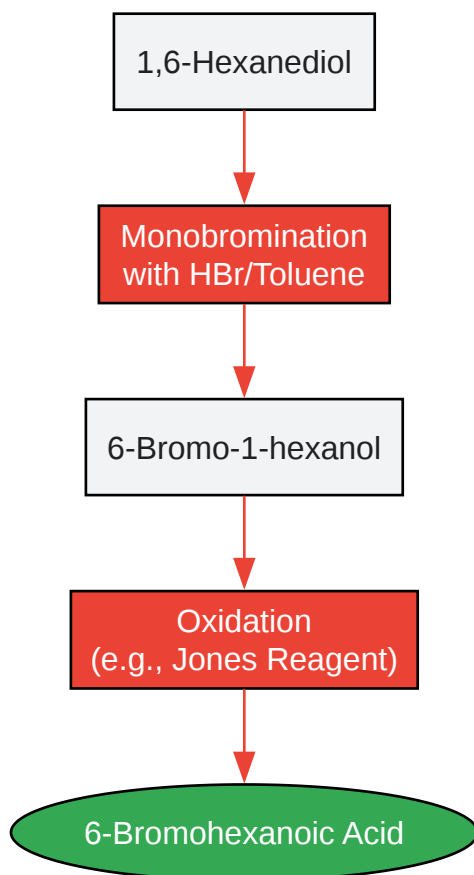 1,6-Hexanediol
Monobromination
with HBr/Toluene
6-Bromo-1-hexanol
Oxidation
(e.g., Jones Reagent)
6-Bromohexanoic Acid